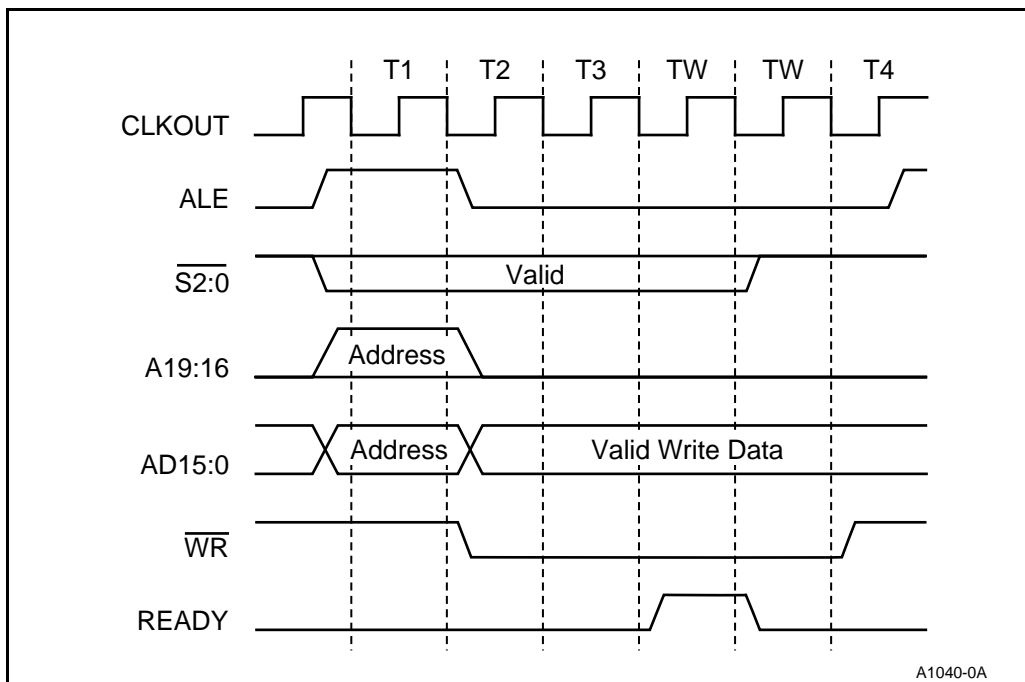 T1 T2 T3 TW TW T4
CLKOUT
ALE
S2:0
Valid
A19:16
Address
AD15:0
Address
Valid Write Data
WR
READY
A1040-0A